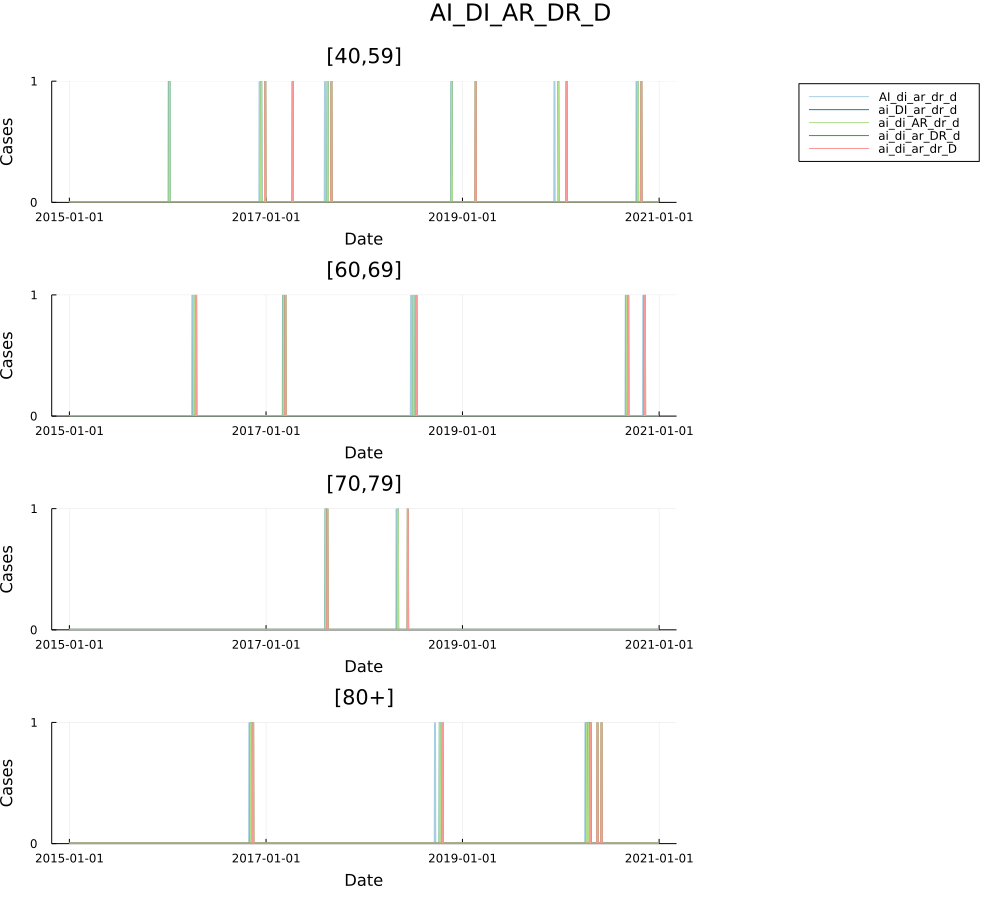 AI_DI_AR_DR_D
[40,59]
1
Cases
0
2015-01-01 2017-01-01 2019-01-01 2021-01-01
Date
AI_di_ar_dr_d
ai_DI_ar_dr_d
ai_di_AR_dr_d
ai_di_ar_DR_d
ai_di_ar_dr_D
[60,69]
1
Cases
0
2015-01-01 2017-01-01 2019-01-01 2021-01-01
Date
[70,79]
1
Cases
0
2015-01-01 2017-01-01 2019-01-01 2021-01-01
Date
[80+]
1
Cases
0
2015-01-01 2017-01-01 2019-01-01 2021-01-01
Date